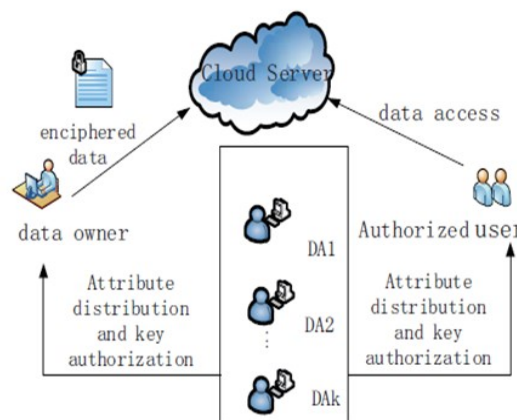 Cloud Server
enciphered
data
data access
data owner
Authorized user
DA1
Attribute
distribution
and key
authorization
DA2
⋮
Attribute
distribution
and key
authorization
DAk